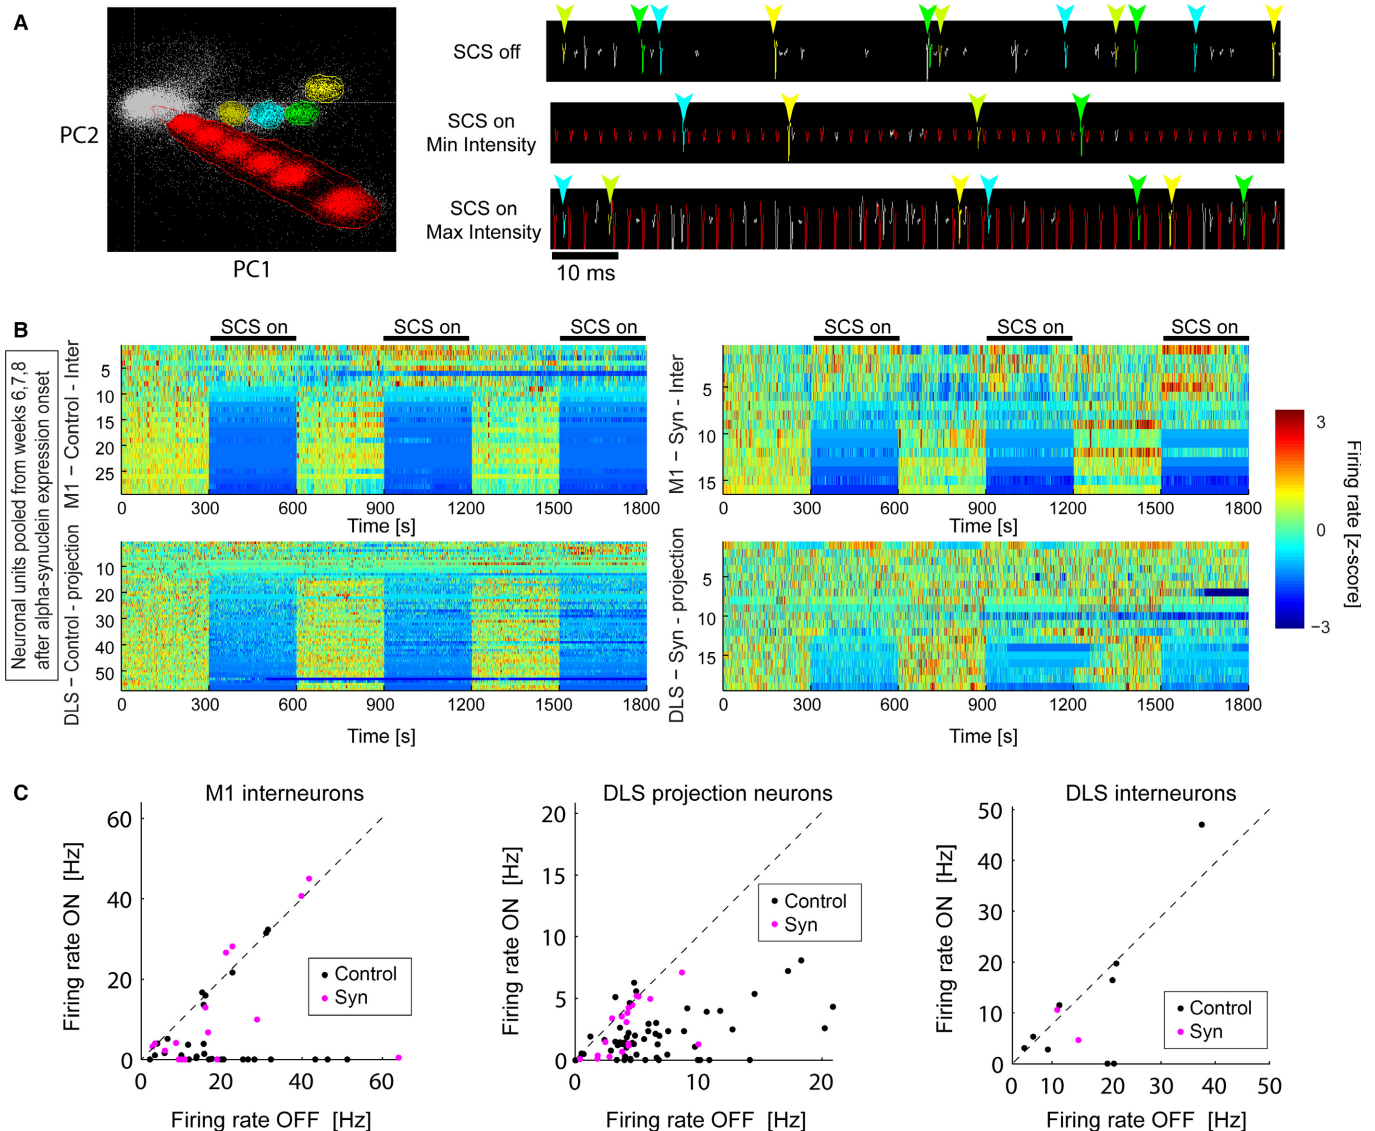 A
PC2
PC1
SCS off
SCS on
Min Intensity
SCS on
Max Intensity
10 ms
B
Neuronal units pooled from weeks 6,7,8
after alpha-synuclein expression onset
SCS on SCS on SCS on
M1 – Control - Inter
5
10
15
20
25
0 300 600 900 1200 1500 1800
Time [s]
SCS on SCS on SCS on
M1 – Syn - Inter
5
10
15
0 300 600 900 1200 1500 1800
Time [s]
DLS – Control - projection
10
20
30
40
50
0 300 600 900 1200 1500 1800
Time [s]
DLS – Syn - projection
5
10
15
0 300 600 900 1200 1500 1800
Time [s]
3
0
−3
Firing rate [z-score]
C
M1 interneurons
Firing rate ON [Hz]
60
40
20
0
0 20 40 60
Firing rate OFF [Hz]
Control
Syn
DLS projection neurons
Firing rate ON [Hz]
20
15
10
5
0
0 10 20
Firing rate OFF [Hz]
Control
Syn
DLS interneurons
Firing rate ON [Hz]
50
40
30
20
10
0
0 10 20 30 40 50
Firing rate OFF [Hz]
Control
Syn